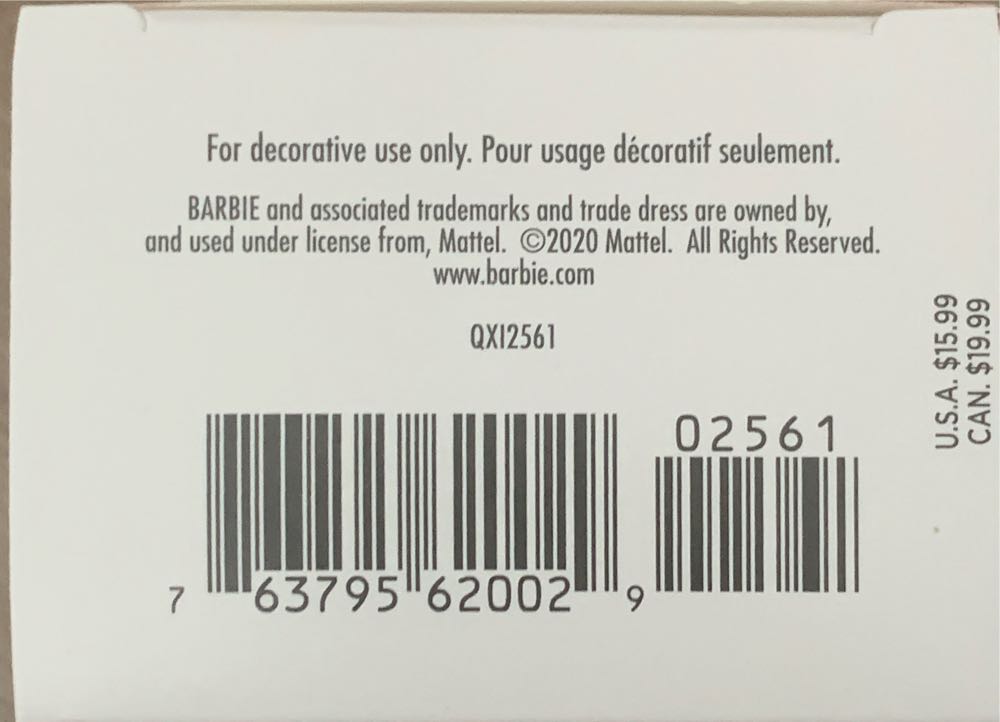 For decorative use only. Pour usage décoratif seulement.
BARBIE and associated trademarks and trade dress are owned by,
and used under license from, Mattel. ©2020 Mattel. All Rights Reserved.
www.barbie.com
QXI2561
02561
7 63795 62002 9
U.S.A. $15.99
CAN. $19.99